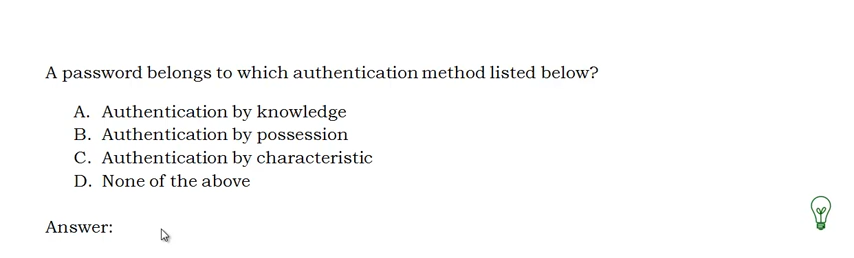 A password belongs to which authentication method listed below?
A. Authentication by knowledge
B. Authentication by possession
C. Authentication by characteristic
D. None of the above
Answer: